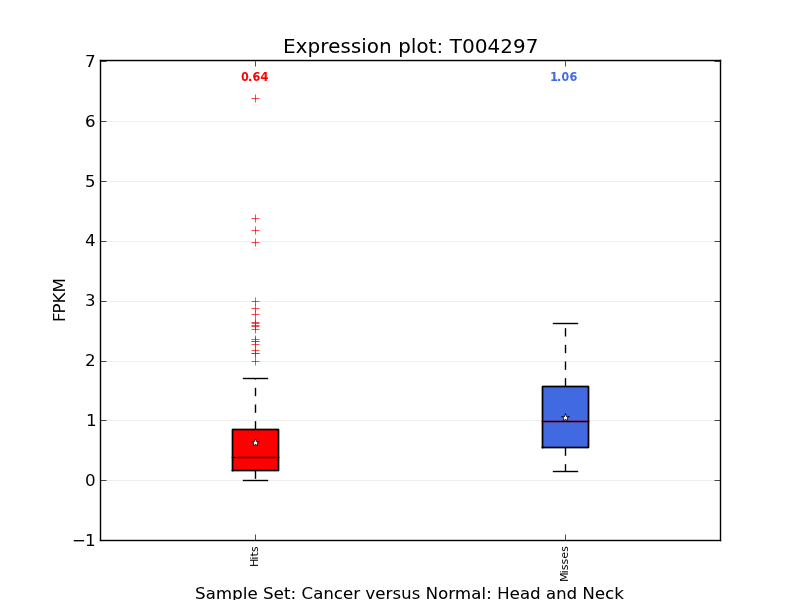 Expression plot: T004297
0.64
1.06
7
6
5
4
3
2
1
0
−1
FPKM
Hits
Misses
Sample Set: Cancer versus Normal: Head and Neck